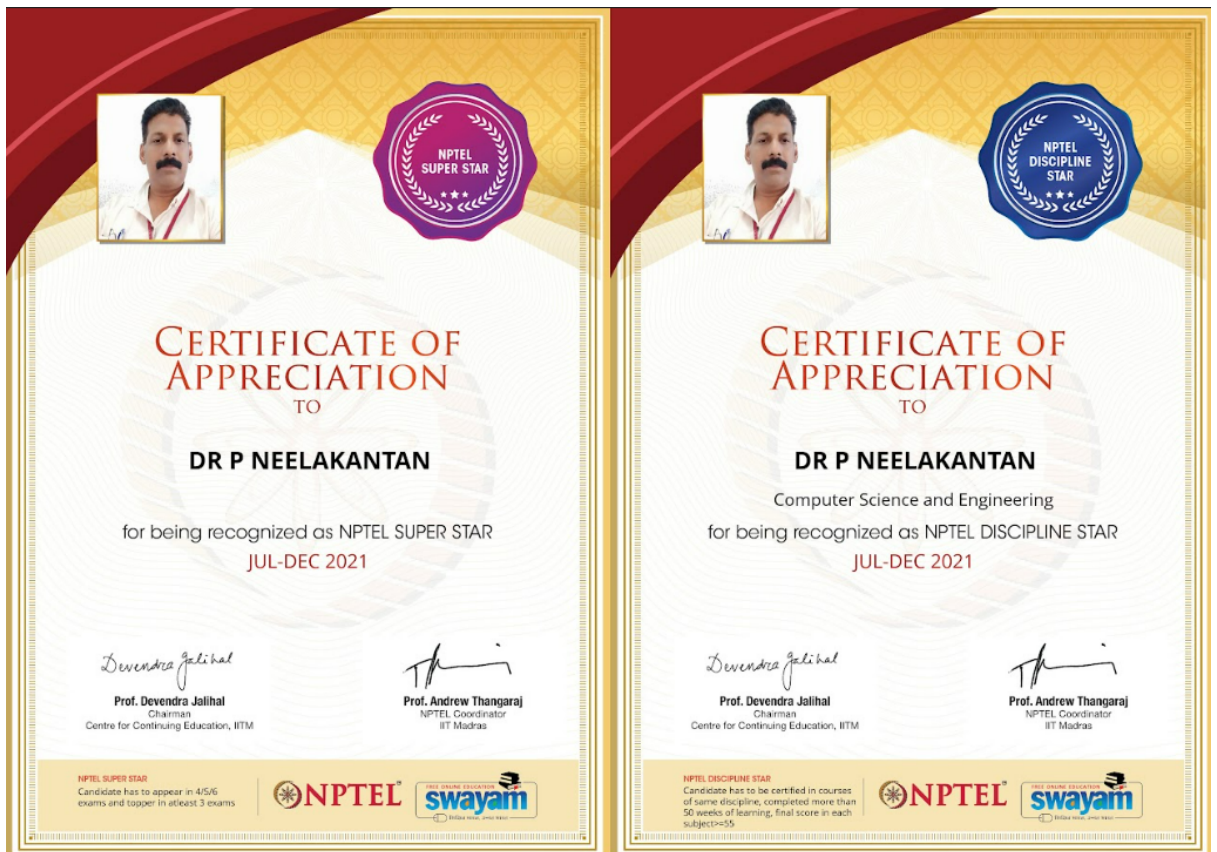 NPTEL
SUPER STAR
CERTIFICATE OF
APPRECIATION
TO
DR P NEELAKANTAN
for being recognized as NPTEL SUPER STAR
JUL-DEC 2021
Devendra Jalihal
Prof. Devendra Jalihal
Chairman
Centre for Continuing Education, IITM
Prof. Andrew Thangaraj
NPTEL Coordinator
IIT Madras
NPTEL SUPER STAR
Candidate has to appear in 4/5/6
exams and topper in atleast 3 exams
NPTEL
FREE ONLINE EDUCATION
swayam
NPTEL
DISCIPLINE
STAR
CERTIFICATE OF
APPRECIATION
TO
DR P NEELAKANTAN
Computer Science and Engineering
for being recognized as NPTEL DISCIPLINE STAR
JUL-DEC 2021
Devendra Jalihal
Prof. Devendra Jalihal
Chairman
Centre for Continuing Education, IITM
Prof. Andrew Thangaraj
NPTEL Coordinator
IIT Madras
NPTEL DISCIPLINE STAR
Candidate has to be certified in courses
of same discipline, completed more than
50 weeks of learning, final score in each
subject>=55
NPTEL
FREE ONLINE EDUCATION
swayam